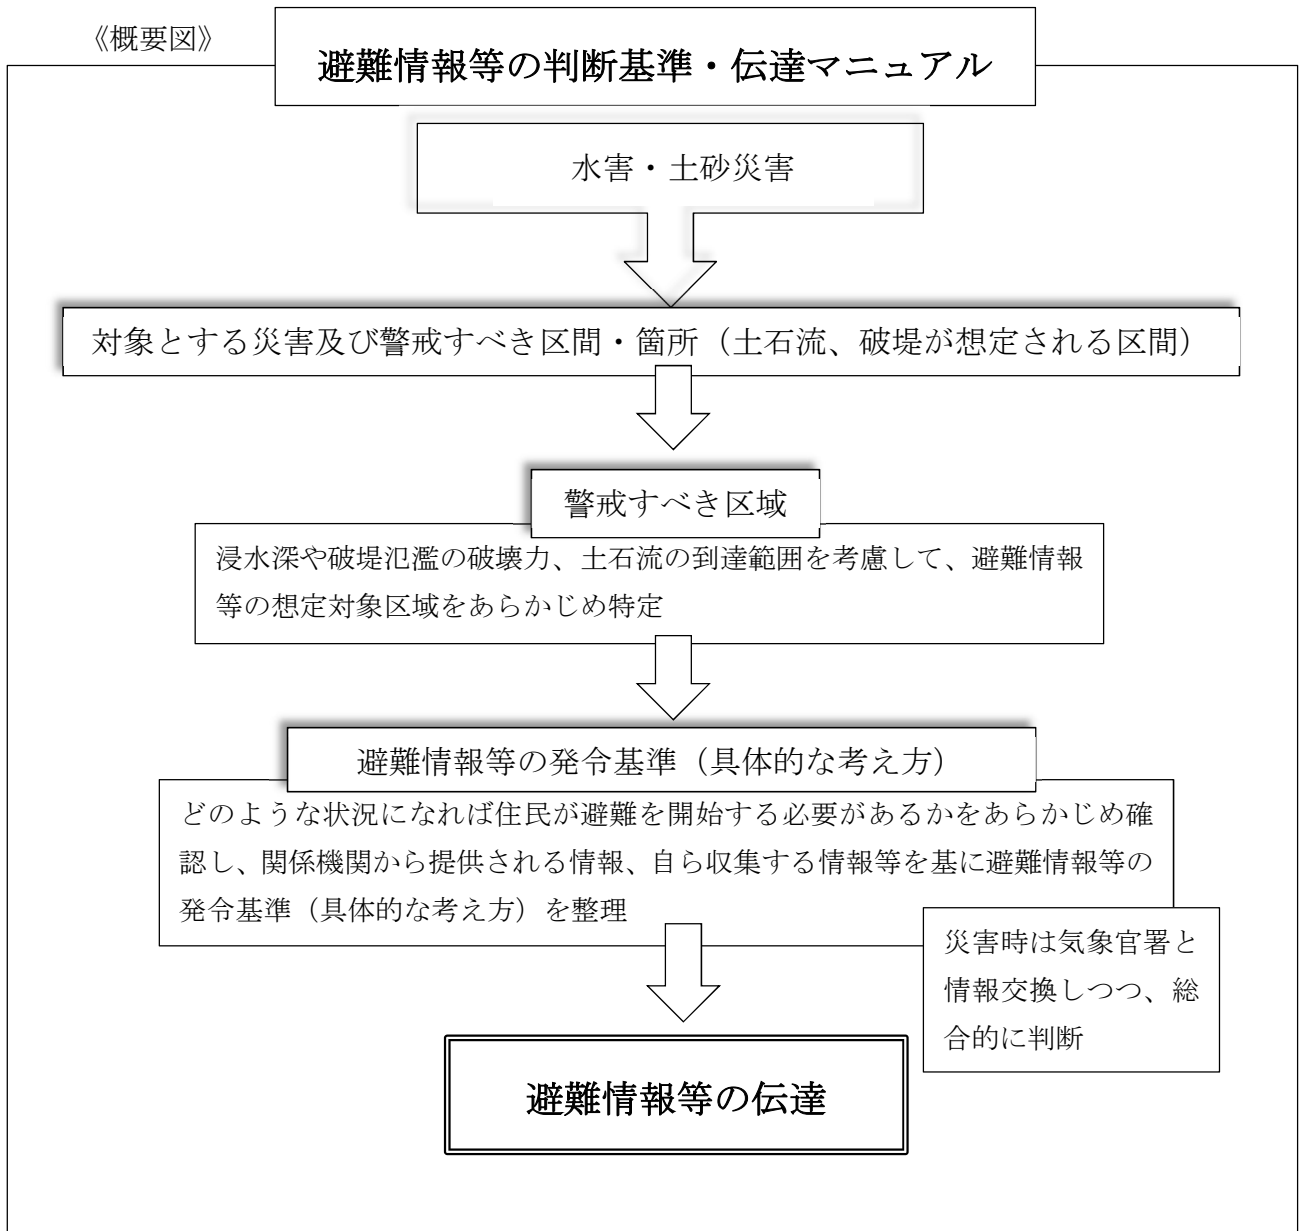 《概要図》
避難情報等の判断基準・伝達マニュアル
水害・土砂災害
対象とする災害及び警戒すべき区間・箇所（土石流、破堤が想定される区間）
警戒すべき区域
浸水深や破堤氾濫の破壊力、土石流の到達範囲を考慮して、避難情報
等の想定対象区域をあらかじめ特定
避難情報等の発令基準（具体的な考え方）
どのような状況になれば住民が避難を開始する必要があるかをあらかじめ確
認し、関係機関から提供される情報、自ら収集する情報等を基に避難情報等の
発令基準（具体的な考え方）を整理
災害時は気象官署と
情報交換しつつ、総
合的に判断
避難情報等の伝達